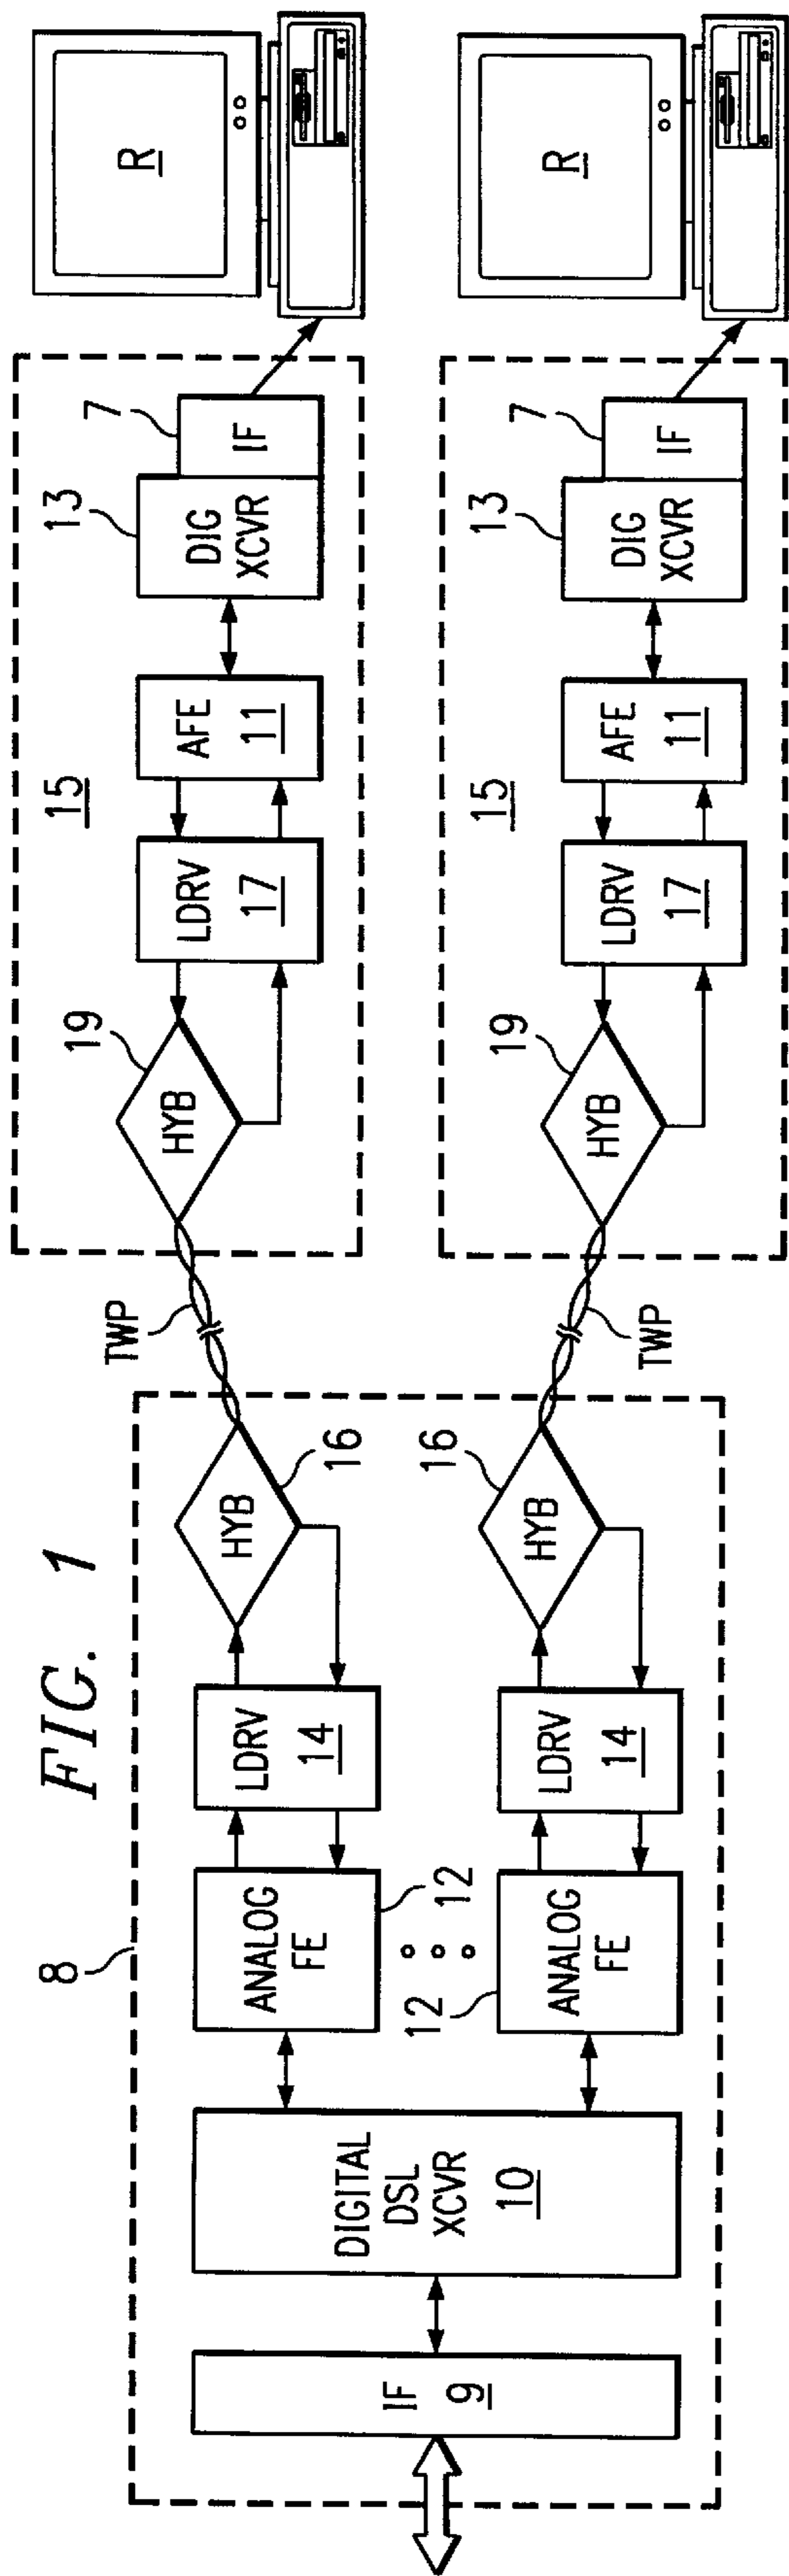 FIG. 1
8
IF
9
DIGITAL
DSL
XCVR
10
ANALOG
FE
12
LDRV
14
HYB
16
TWP
15
19
HYB
LDRV
17
AFE
11
13
DIG
XCVR
7
IF
R
12
ANALOG
FE
LDRV
14
16
HYB
TWP
15
19
HYB
LDRV
17
AFE
11
13
DIG
XCVR
7
IF
R